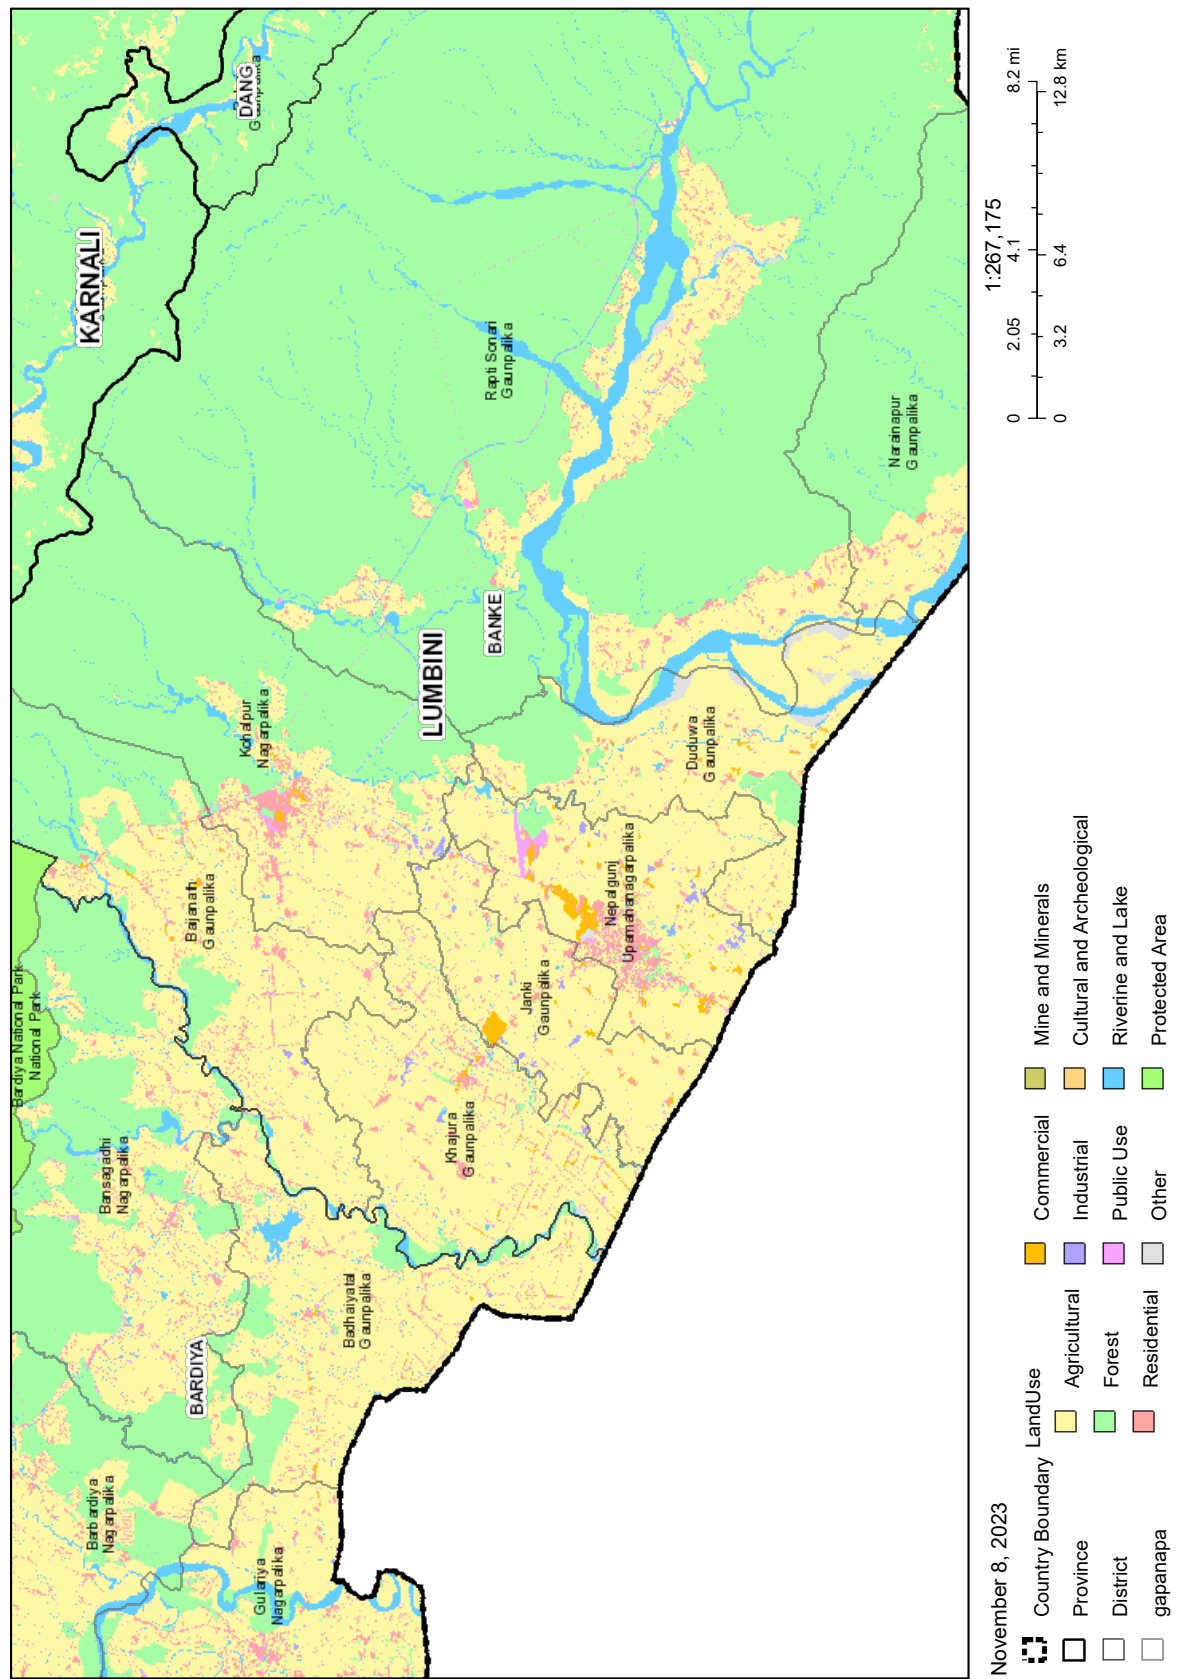 KARNALI
DANG
Rapti Sonari
Gaunpalika
Narainapur
Gaunpalika
BANKE
LUMBINI
Kohalpur
Nagarpalika
Duduwa
Gaunpalika
Baijanath
Gaunpalika
Nepalgunj
Upamahanagarpalika
Janki
Gaunpalika
Khajura
Gaunpalika
Bardiya National Park
National Park
Bansagadhi
Nagarpalika
Badhaiyatal
Gaunpalika
BARDIYA
Barbardiya
Nagarpalika
Gulariya
Nagarpalika
November 8, 2023
1:267,175
0 2.05 4.1 8.2 mi
0 3.2 6.4 12.8 km
Country Boundary
Province
District
gapanapa
LandUse
Agricultural
Forest
Residential
Commercial
Industrial
Public Use
Other
Mine and Minerals
Cultural and Archeological
Riverine and Lake
Protected Area